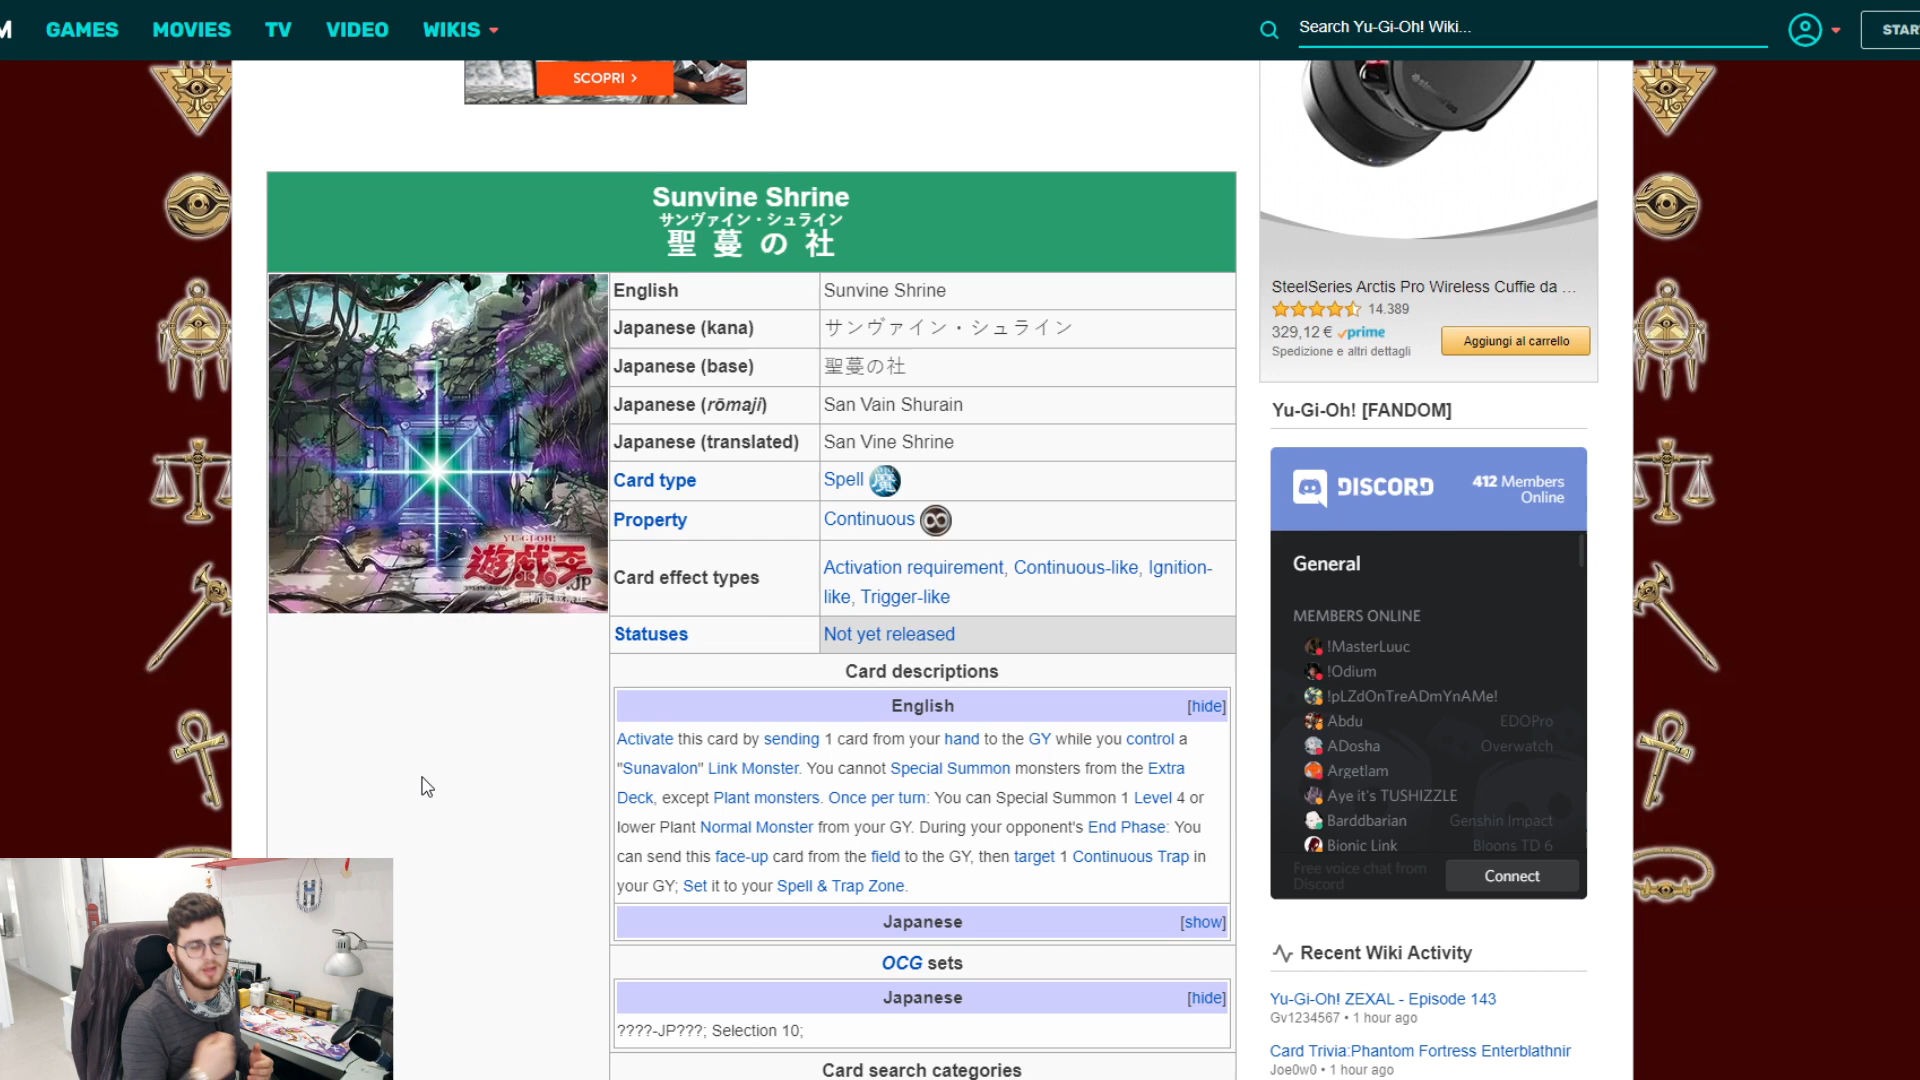 GAMES MOVIES TV VIDEO WIKIS
Search Yu-Gi-Oh! Wiki...
SCOPRI
Sunvine Shrine
サンヴァイン・シュライン
聖蔓の社
YU-GI-OH!
遊戯王
.JP
English Sunvine Shrine
Japanese (kana) サンヴァイン・シュライン
Japanese (base) 聖蔓の社
Japanese (rōmaji) San Vain Shurain
Japanese (translated) San Vine Shrine
Card type Spell
Property Continuous
Card effect types Activation requirement, Continuous-like, Ignition-
like, Trigger-like
Statuses Not yet released
Card descriptions
English [hide]
Activate this card by sending 1 card from your hand to the GY while you control a
"Sunavalon" Link Monster. You cannot Special Summon monsters from the Extra
Deck, except Plant monsters. Once per turn: You can Special Summon 1 Level 4 or
lower Plant Normal Monster from your GY. During your opponent's End Phase: You
can send this face-up card from the field to the GY, then target 1 Continuous Trap in
your GY; Set it to your Spell & Trap Zone.
Japanese [show]
OCG sets
Japanese [hide]
????-JP???; Selection 10;
Card search categories
SteelSeries Arctis Pro Wireless Cuffie da ...
14.389
329,12 € prime
Spedizione e altri dettagli
Aggiungi al carrello
Yu-Gi-Oh! [FANDOM]
DISCORD
412 Members
Online
General
MEMBERS ONLINE
!MasterLuuc
!Odium
!pLZdOnTreADmYnAMe!
Abdu EDOPro
ADosha Overwatch
Argetlam
Aye it's TUSHIZZLE
Barddbarian Genshin Impact
Bionic Link Bloons TD 6
Free voice chat from
Discord
Connect
Recent Wiki Activity
Yu-Gi-Oh! ZEXAL - Episode 143
Gv1234567 • 1 hour ago
Card Trivia:Phantom Fortress Enterblathnir
Joe0w0 • 1 hour ago